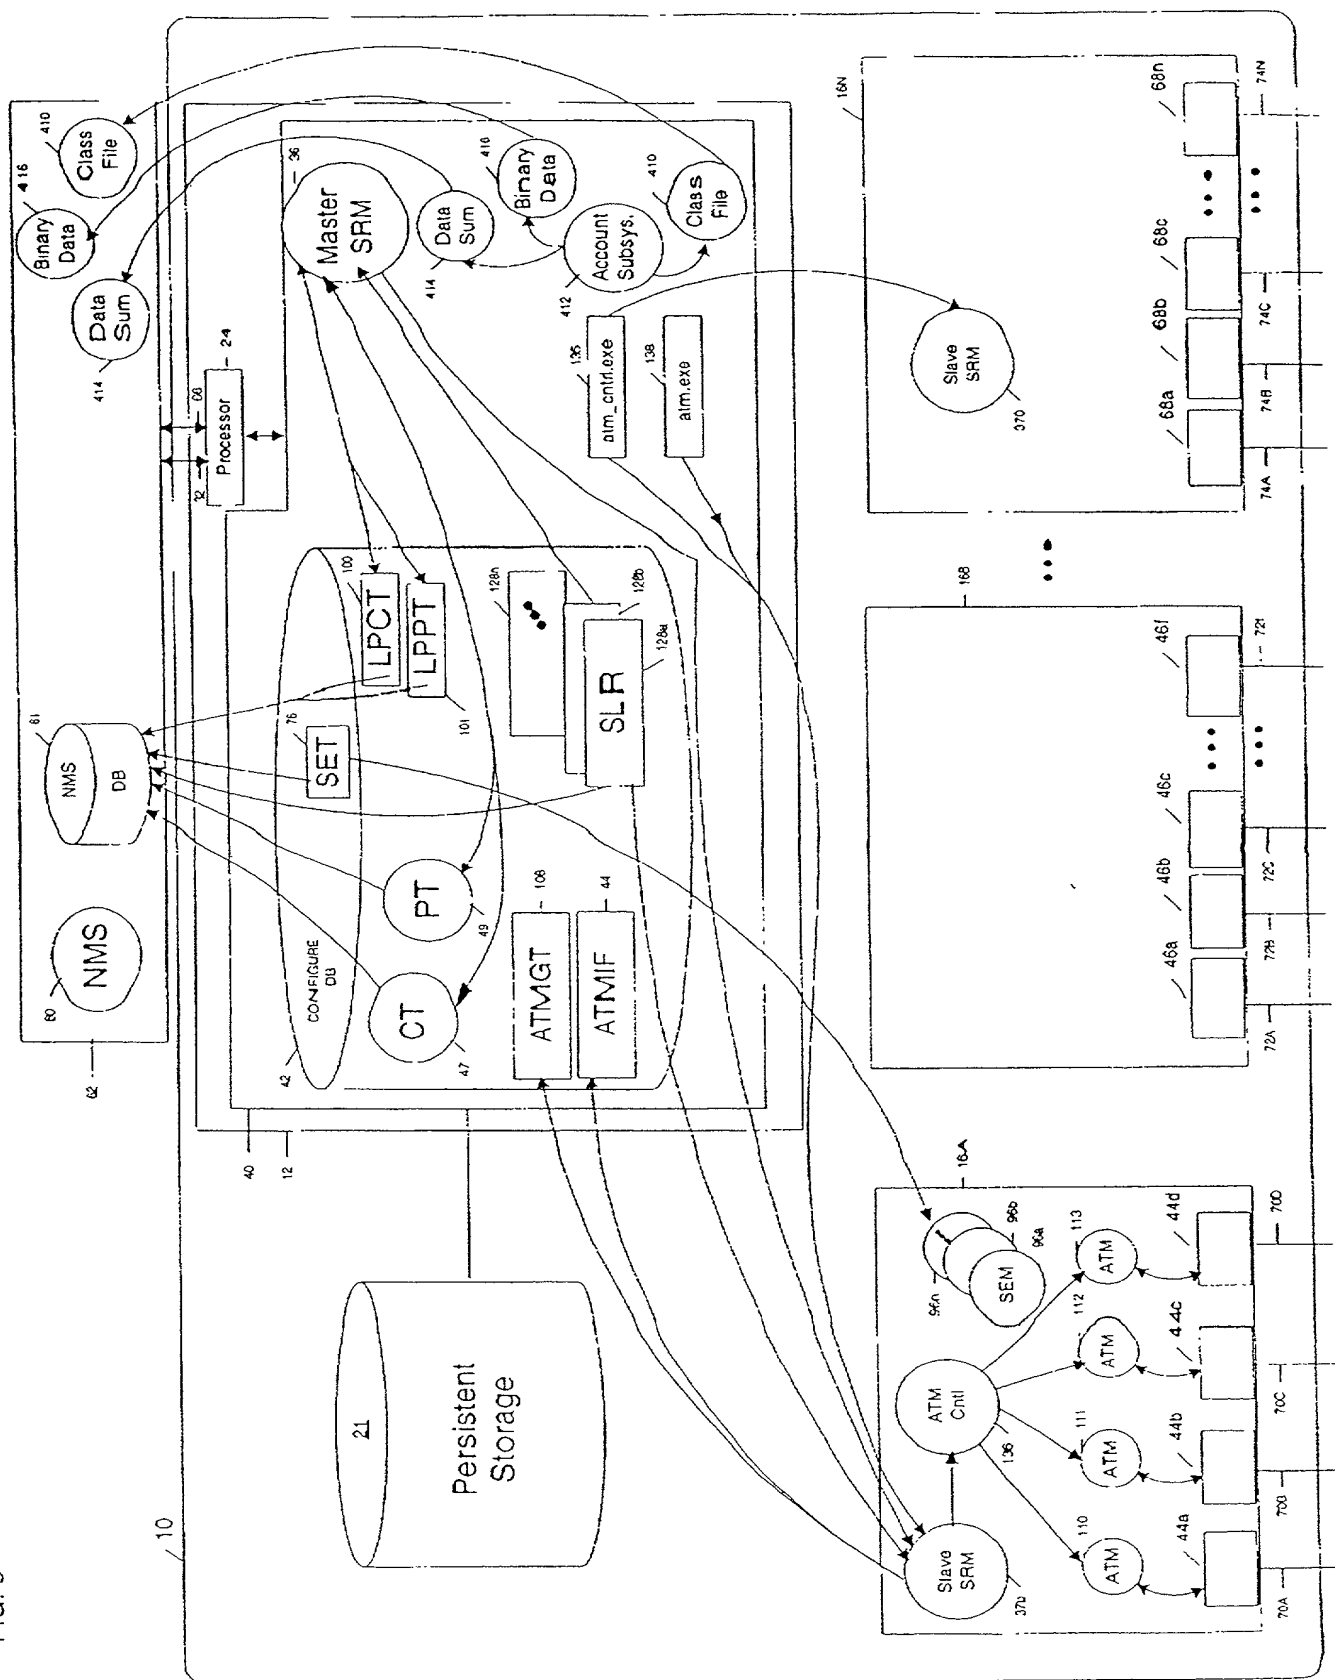 10
21
Persistent
Storage
62
60
NMS
61
NMS
DB
414
Data
Sum
416
Binary
Data
410
Class
File
40
12
42
CONFIGURE
DB
32
66
24
Processor
CT
47
PT
49
76
SET
100
LPCT
LPPT
101
36
Master
SRM
ATMGT
108
ATMIF
44
128n
SLR
128b
128a
414
Data
Sum
416
Binary
Data
412
Account
Subsys.
410
Class
File
135
atm_cntrl.exe
138
atm.exe
16A
Slave
SRM
37b
ATM
Cntl
136
96n
SEM
96b
96a
110
ATM
111
ATM
112
ATM
113
ATM
44a
44b
44c
44d
70A
70B
70C
70D
16B
46a
46b
46c
46f
72A
72B
72C
72f
16N
Slave
SRM
370
68a
68b
68c
68n
74A
74B
74C
74N